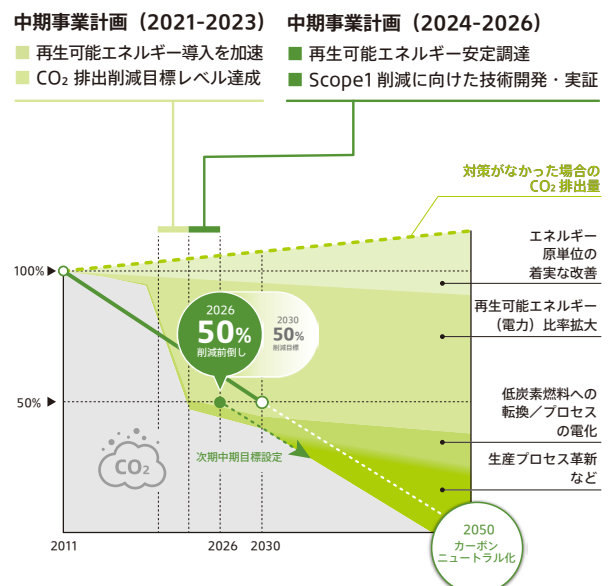 中期事業計画（2021-2023）
再生可能エネルギー導入を加速
CO₂ 排出削減目標レベル達成
中期事業計画（2024-2026）
再生可能エネルギー安定調達
Scope1 削減に向けた技術開発・実証
対策がなかった場合の
CO₂ 排出量
エネルギー
原単位の
着実な改善
100%
再生可能エネルギー
（電力）比率拡大
2026
50%
削減前倒し
2030
50%
削減目標
50%
低炭素燃料への
転換／プロセス
の電化
CO₂
次期中期目標設定
生産プロセス革新
など
2050
カーボン
ニュートラル化
2011
2026
2030